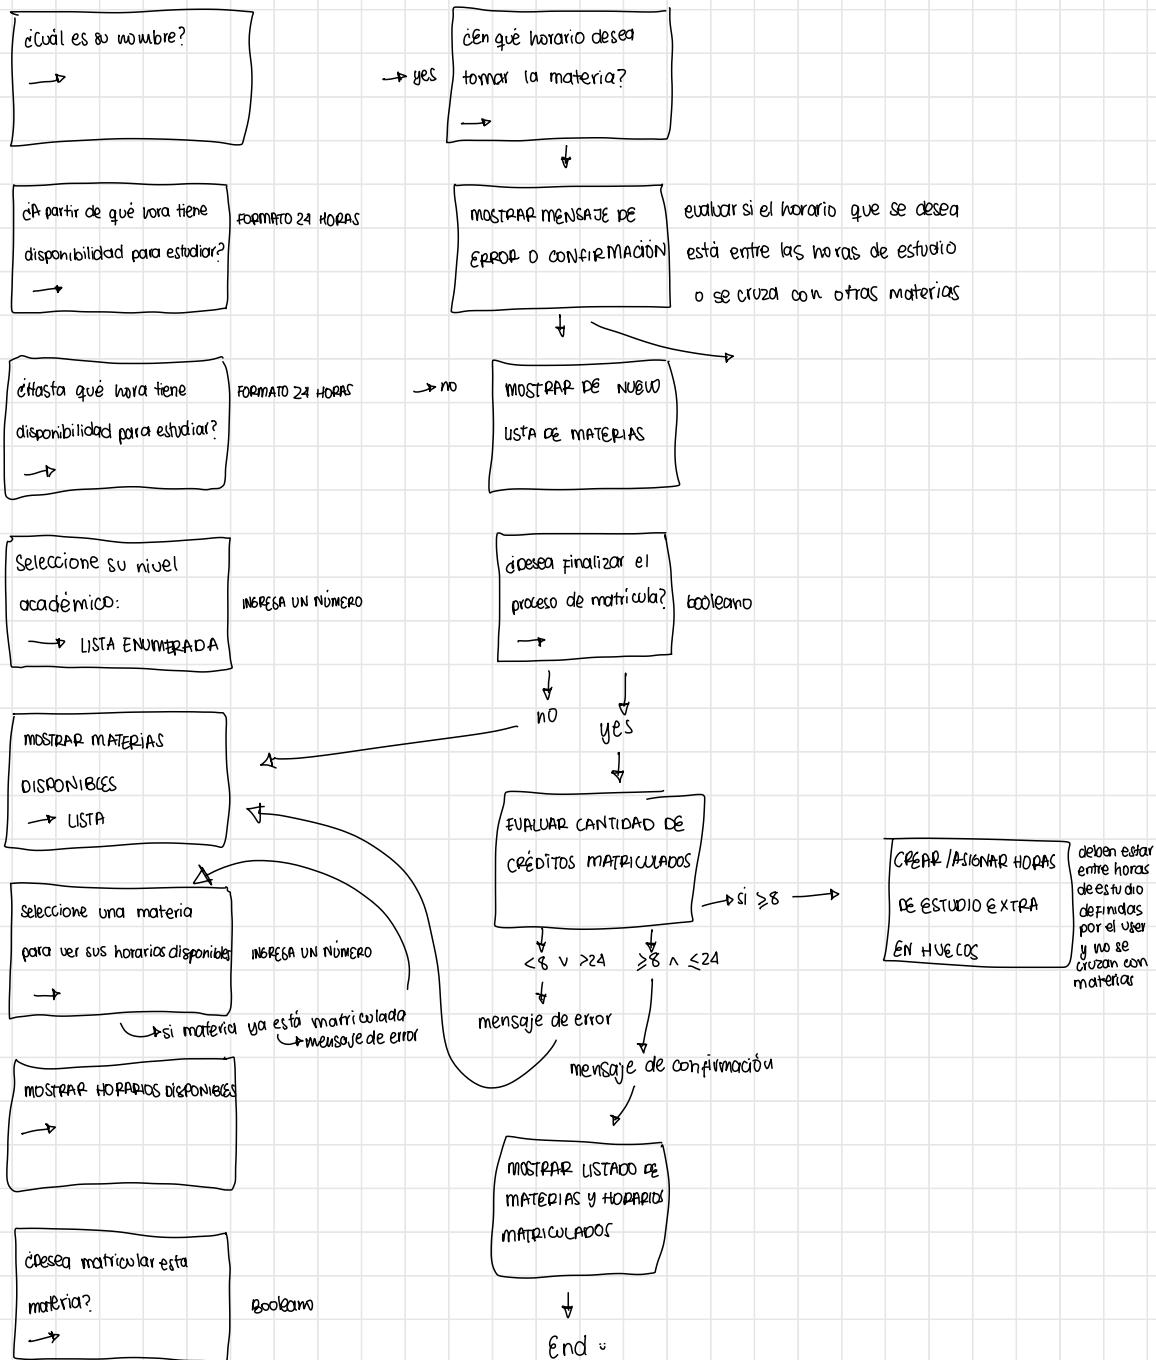 ¿Cuál es su nombre?
¿A partir de qué hora tiene
disponibilidad para estudiar?
FORMATO 24 HORAS
¿Hasta qué hora tiene
disponibilidad para estudiar?
FORMATO 24 HORAS
Seleccione su nivel
académico:
→ LISTA ENUMERADA
INGRESA UN NÚMERO
MOSTRAR MATERIAS
DISPONIBLES
→ LISTA
Seleccione una materia
para ver sus horarios disponibles
INGRESA UN NÚMERO
si materia ya está matriculada
mensaje de error
MOSTRAR HORARIOS DISPONIBLES
¿Desea matricular esta
materia?
Booleano
→ yes
¿En qué horario desea
tomar la materia?
MOSTRAR MENSAJE DE
ERROR O CONFIRMACIÓN
evaluar si el horario que se desea
está entre las horas de estudio
o se cruza con otras materias
→ no
MOSTRAR DE NUEVO
LISTA DE MATERIAS
¿Desea finalizar el
proceso de matrícula?
booleano
no
yes
EVALUAR CANTIDAD DE
CRÉDITOS MATRICULADOS
→ si ≥8 →
<8 v >24
≥8 ∧ ≤24
mensaje de error
mensaje de confirmación
CREAR/ASIGNAR HORAS
DE ESTUDIO EXTRA
EN HUECOS
deben estar
entre horas
de estudio
definidas
por el user
y no se
cruzan con
materias
MOSTRAR LISTADO DE
MATERIAS Y HORARIOS
MATRICULADOS
End ü